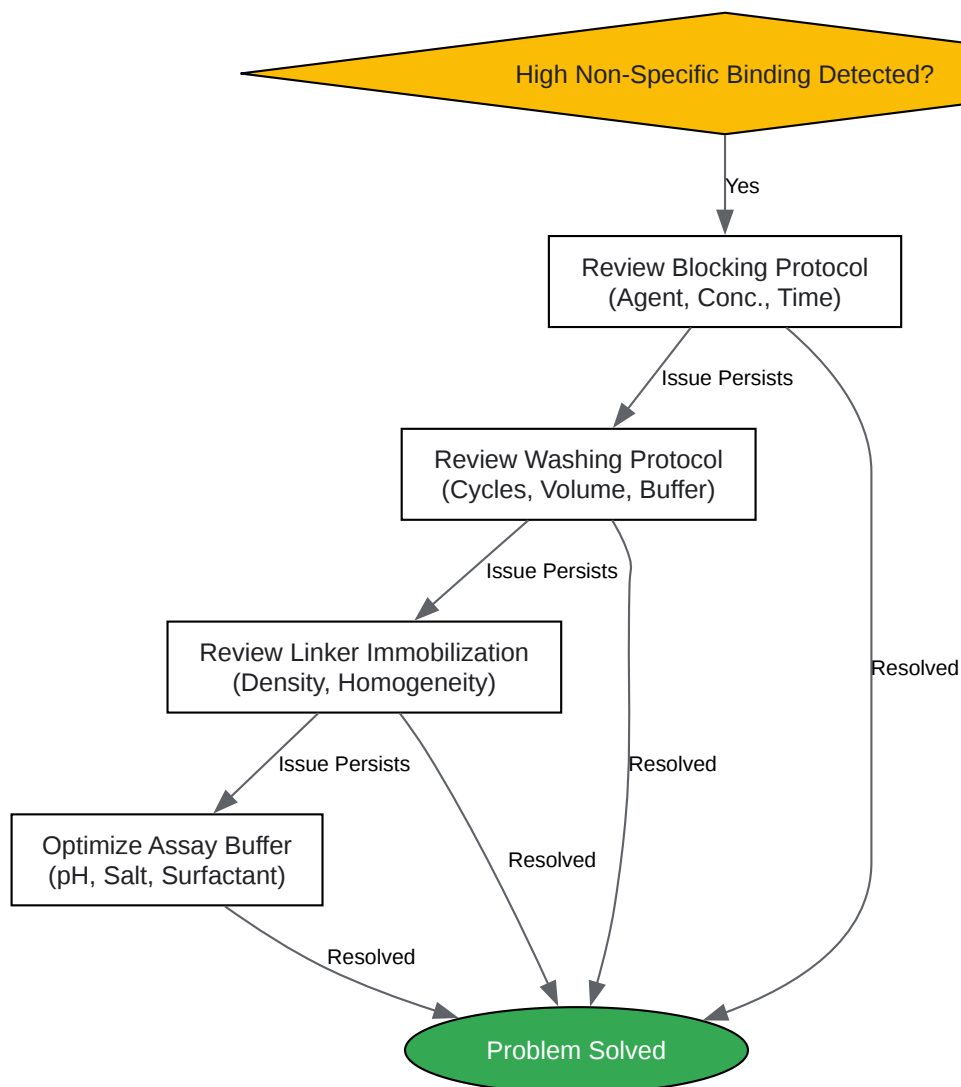 High Non-Specific Binding Detected?
Yes
Review Blocking Protocol
(Agent, Conc., Time)
Issue Persists
Review Washing Protocol
(Cycles, Volume, Buffer)
Issue Persists
Review Linker Immobilization
(Density, Homogeneity)
Resolved
Issue Persists
Resolved
Optimize Assay Buffer
(pH, Salt, Surfactant)
Resolved
Resolved
Problem Solved